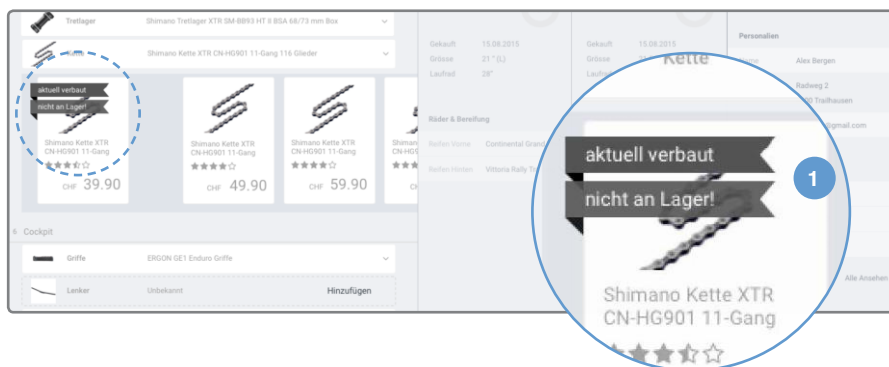 Tretlager Shimano Tretlager XTR SM-BB93 HT II BSA 68/73 mm Box
Kette Shimano Kette XTR CN-HG901 11-Gang 116 Glieder
aktuell verbaut
nicht an Lager!
Shimano Kette XTR
CN-HG901 11-Gang
CHF 39.90
Shimano Kette XTR
CN-HG901 11-Gang
CHF 49.90
Shimano Kette XTR
CN-HG901 11-Gang
CHF 59.90
CHF
6 Cockpit
Griffe ERGON GE1 Enduro Griffe
Lenker Unbekannt Hinzufügen
Gekauft 15.08.2015
Grösse 21 " (L)
Laufrad 28"
Räder & Bereifung
Reifen Vorne Continental Grand
Reifen Hinten Vittoria Rally
Gekauft 15.08.2015
Grösse
Laufrad
Personalien
Alex Bergen
Radweg 2
Trailhausen
@gmail.com
Alle Ansehen
Kette
aktuell verbaut
nicht an Lager!
1
Shimano Kette XTR
CN-HG901 11-Gang